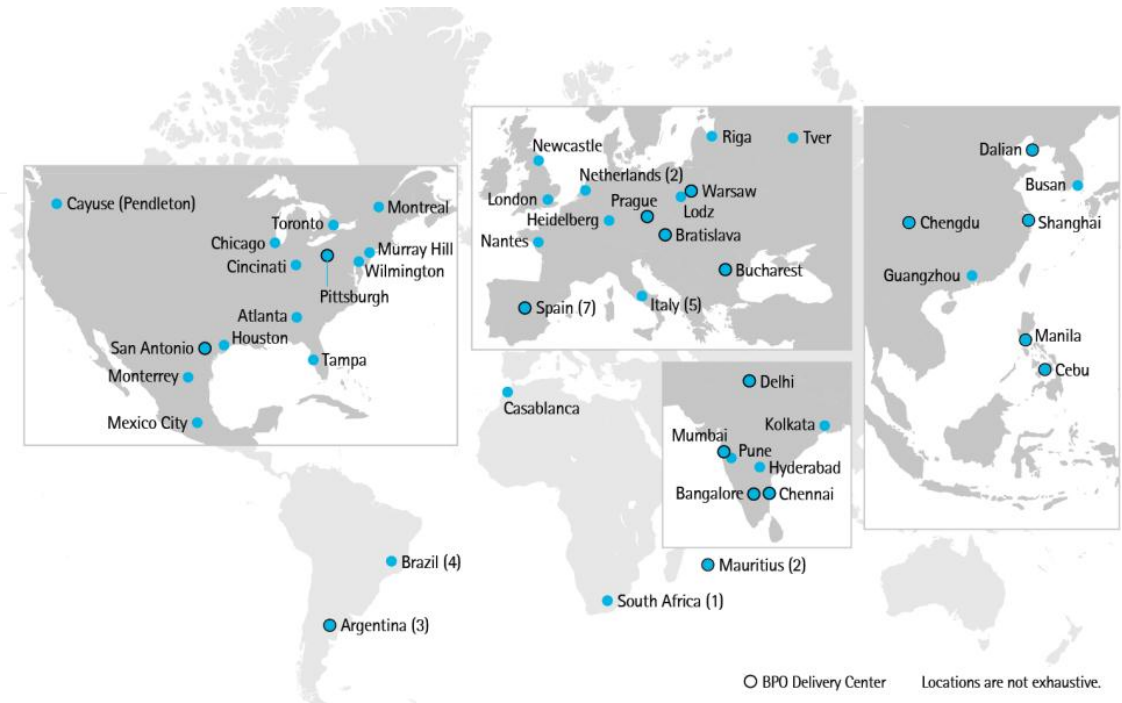 Cayuse (Pendleton)
Montreal
Toronto
Chicago
Murray Hill
Cincinati
Wilmington
Pittsburgh
Atlanta
Houston
San Antonio
Tampa
Monterrey
Mexico City
Newcastle
Riga
Tver
Netherlands (2)
London
Prague
Warsaw
Lodz
Heidelberg
Nantes
Bratislava
Bucharest
Spain (7)
Italy (5)
Casablanca
Dalian
Busan
Chengdu
Shanghai
Guangzhou
Manila
Cebu
Delhi
Kolkata
Mumbai
Pune
Hyderabad
Bangalore
Chennai
Brazil (4)
Mauritius (2)
South Africa (1)
Argentina (3)
BPO Delivery Center
Locations are not exhaustive.